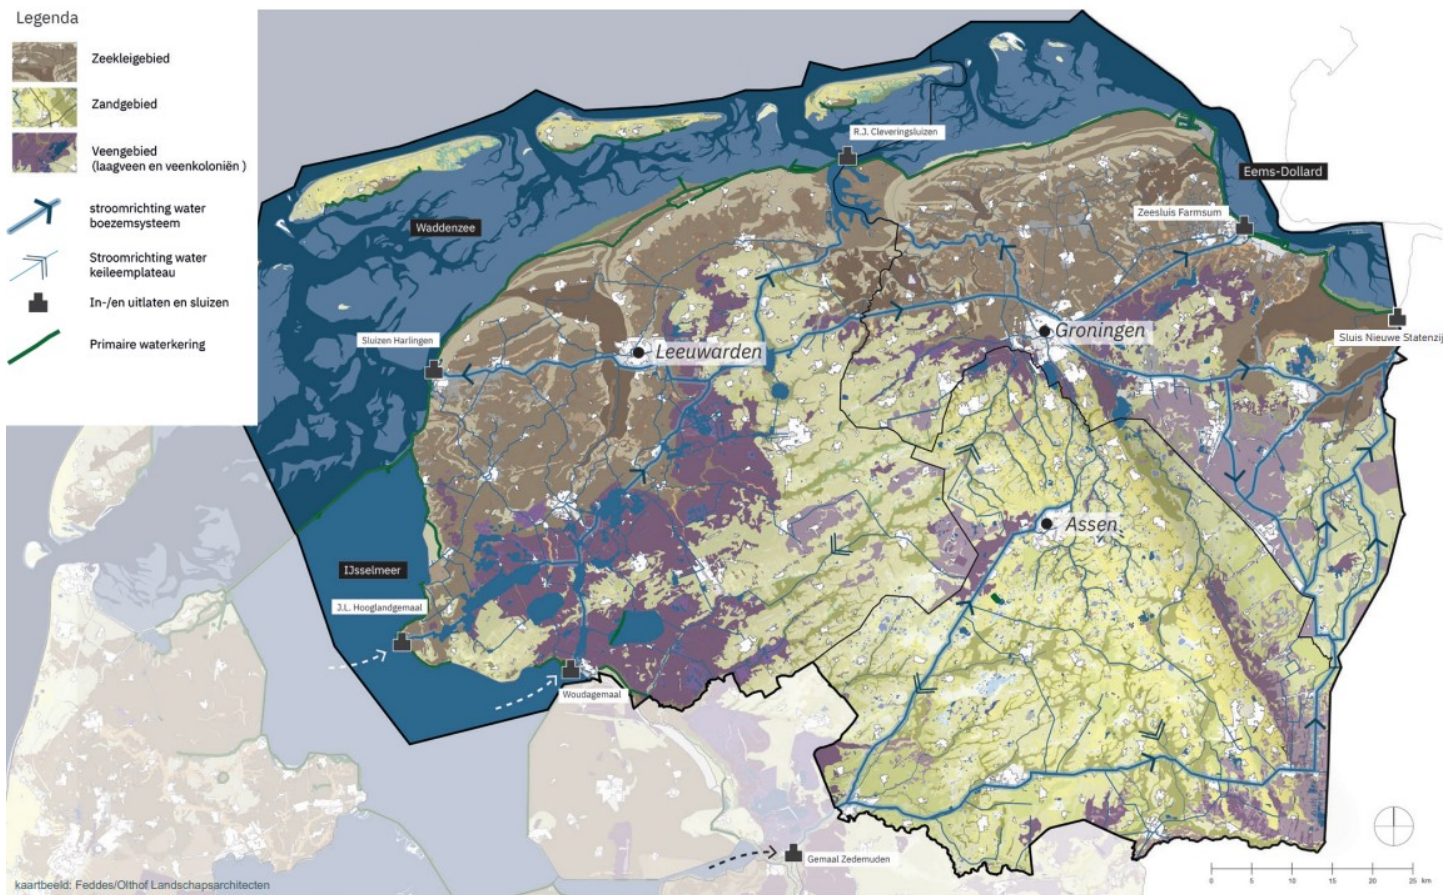 Legenda
Zeekleigebied
Zandgebied
Veengebied
(laagveen en veenkoloniën )
stroomrichting water
boezemsysteem
Stroomrichting water
keileemplateau
In-/en uitlaten en sluizen
Primaire waterkering
R.J. Cleveringsluizen
Eems-Dollard
Zeesluis Farmsum
Waddenzee
Sluizen Harlingen
Leeuwarden
Groningen
Sluis Nieuwe Statenzij
Assen
IJsselmeer
J.L. Hooglandgemaal
Woudagemaal
Gemaal Zedemuden
0 5 10 15 20 25 km
kaartbeeld: Feddes/Olthof Landschapsarchitecten